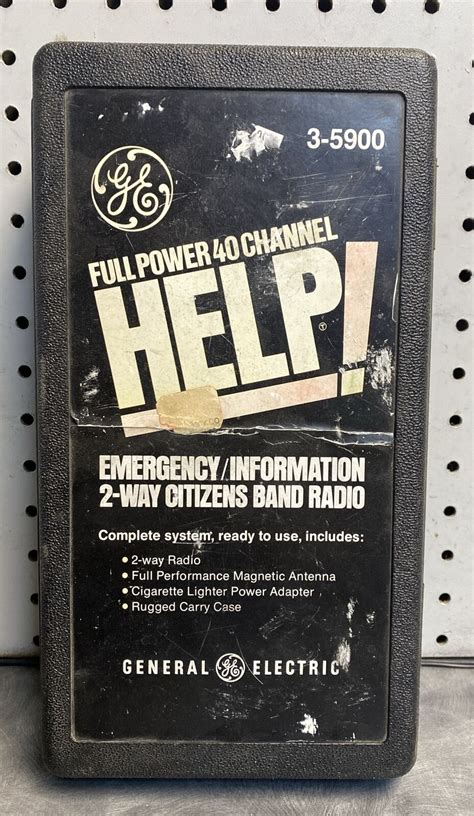 3-5900
GE
FULL POWER 40 CHANNEL
HELP!
EMERGENCY/INFORMATION
2-WAY CITIZENS BAND RADIO
Complete system, ready to use, includes:
• 2-way Radio
• Full Performance Magnetic Antenna
• Cigarette Lighter Power Adapter
• Rugged Carry Case
GENERAL GE ELECTRIC